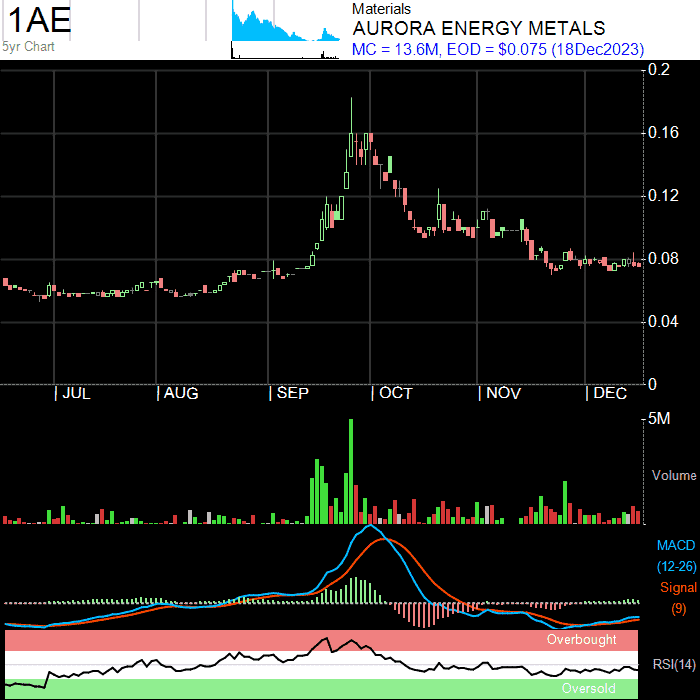 1AE
5yr Chart
Materials
AURORA ENERGY METALS
MC = 13.6M, EOD = $0.075 (18Dec2023)
0.2
0.16
0.12
0.08
0.04
0
JUL
AUG
SEP
OCT
NOV
DEC
5M
Volume
MACD
(12-26)
Signal
(9)
Overbought
RSI(14)
Oversold